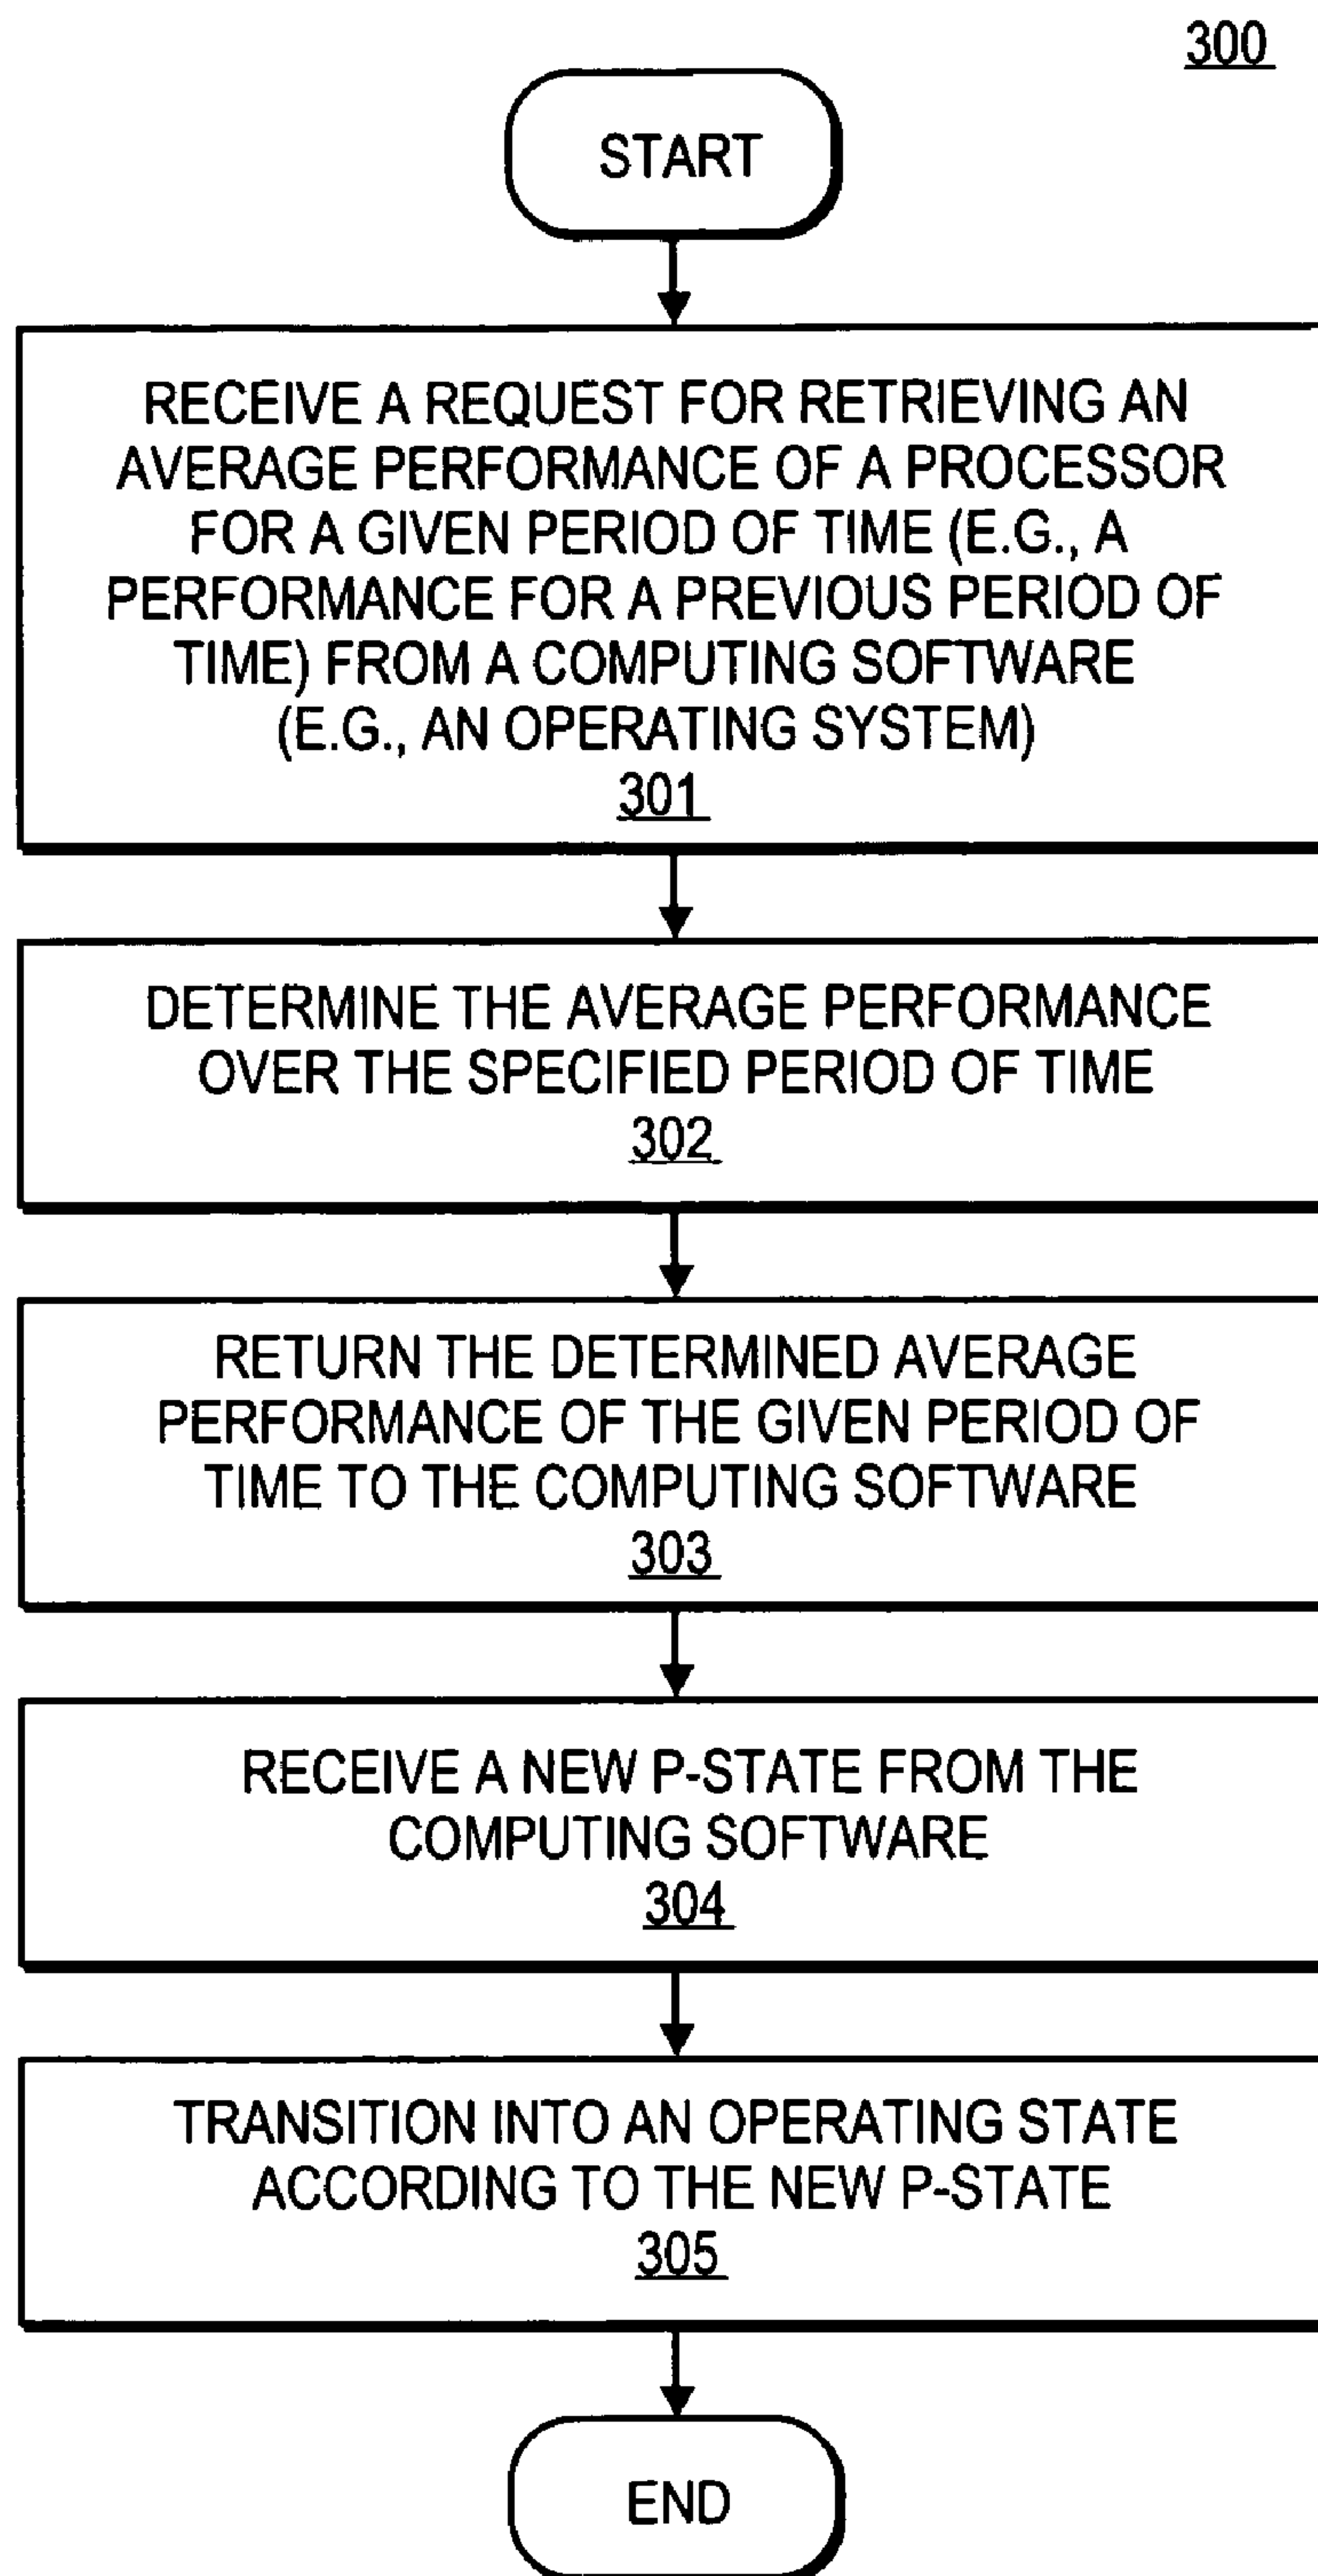 300
START
RECEIVE A REQUEST FOR RETRIEVING AN
AVERAGE PERFORMANCE OF A PROCESSOR
FOR A GIVEN PERIOD OF TIME (E.G., A
PERFORMANCE FOR A PREVIOUS PERIOD OF
TIME) FROM A COMPUTING SOFTWARE
(E.G., AN OPERATING SYSTEM)
301
DETERMINE THE AVERAGE PERFORMANCE
OVER THE SPECIFIED PERIOD OF TIME
302
RETURN THE DETERMINED AVERAGE
PERFORMANCE OF THE GIVEN PERIOD OF
TIME TO THE COMPUTING SOFTWARE
303
RECEIVE A NEW P-STATE FROM THE
COMPUTING SOFTWARE
304
TRANSITION INTO AN OPERATING STATE
ACCORDING TO THE NEW P-STATE
305
END